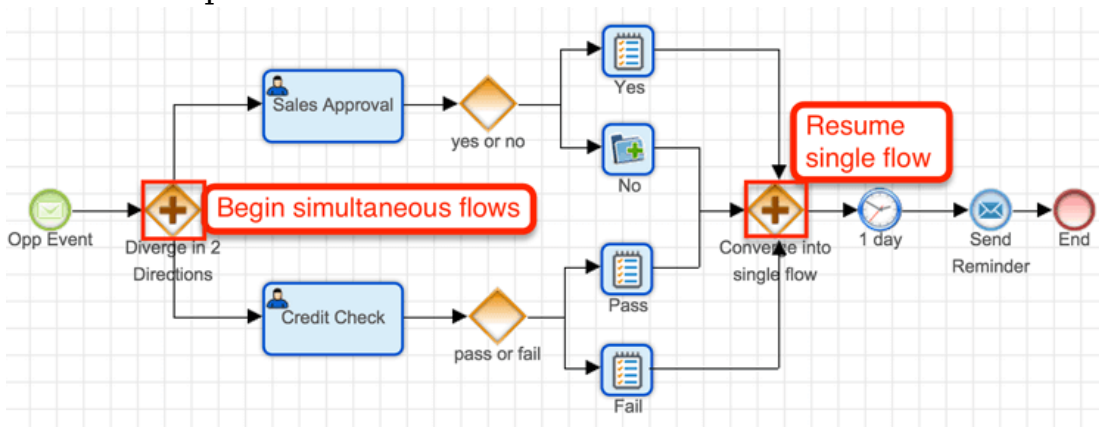 Sales Approval
yes or no
Yes
No
Resume
single flow
Opp Event
Begin simultaneous flows
Diverge in 2
Directions
Converge into
single flow
1 day
Send
Reminder
End
Credit Check
pass or fail
Pass
Fail